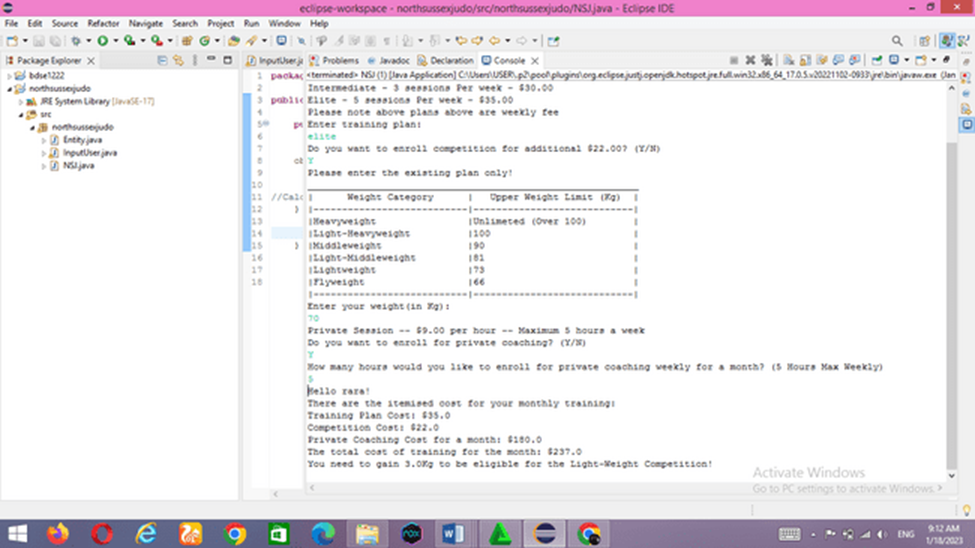 eclipse-workspace - northsussexjudo/src/northsussexjudo/NSJ.java - Eclipse IDE
File Edit Source Refactor Navigate Search Project Run Window Help
Package Explorer
InputUser.ja
Problems Javadoc Declaration Console
bdse1222
northsussexjudo
JRE System Library [JavaSE-17]
src
northsussexjudo
Entity.java
InputUser.java
NSJ.java
1 packag
2
3 public
4
5 pu
6
7
8 ob
9
10
11 //Calc
12 }
13
14
15 }
16
17
18
<terminated> NSJ (1) [Java Application] C:\Users\USER\.p2\pool\plugins\org.eclipse.justj.openjdk.hotspot.jre.full.win32.x86_64_17.0.5.v20221102-0933\jre\bin\javaw.exe (Jan
Intermediate - 3 sessions Per week - $30.00
Elite - 5 sessions Per week - $35.00
Please note above plans above are weekly fee
Enter training plan:
elite
Do you want to enroll competition for additional $22.00? (Y/N)
Y
Please enter the existing plan only!
| Weight Category | Upper Weight Limit (Kg) |
|Heavyweight |Unlimeted (Over 100) |
|Light-Heavyweight |100 |
|Middleweight |90 |
|Light-Middleweight |81 |
|Lightweight |73 |
|Flyweight |66 |
Enter your weight(in Kg):
70
Private Session -- $9.00 per hour -- Maximum 5 hours a week
Do you want to enroll for private coaching? (Y/N)
Y
How many hours would you like to enroll for private coaching weekly for a month? (5 Hours Max Weekly)
5
Hello rara!
There are the itemised cost for your monthly training:
Training Plan Cost: $35.0
Competition Cost: $22.0
Private Coaching Cost for a month: $180.0
The total cost of training for the month: $237.0
You need to gain 3.0Kg to be eligible for the Light-Weight Competition!
Activate Windows
Go to PC settings to activate Windows.
ENG
9:12 AM
1/18/2023